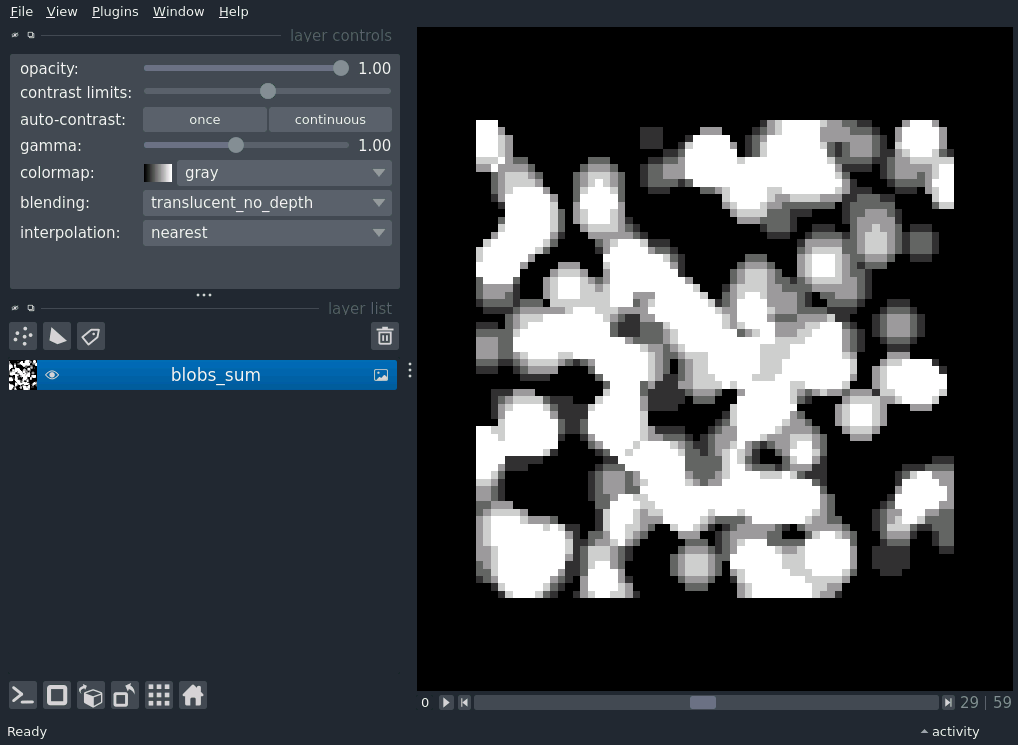 File View Plugins Window Help
layer controls
opacity: 1.00
contrast limits:
auto-contrast: once continuous
gamma: 1.00
colormap: gray
blending: translucent_no_depth
interpolation: nearest
layer list
blobs_sum
0 29 | 59
Ready activity